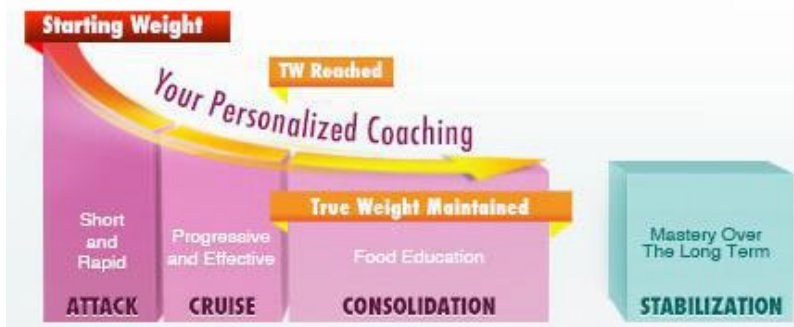 Starting Weight
TW Reached
Your Personalized Coaching
True Weight Maintained
Short
and
Rapid
ATTACK
Progressive
and Effective
CRUISE
Food Education
CONSOLIDATION
Mastery Over
The Long Term
STABILIZATION